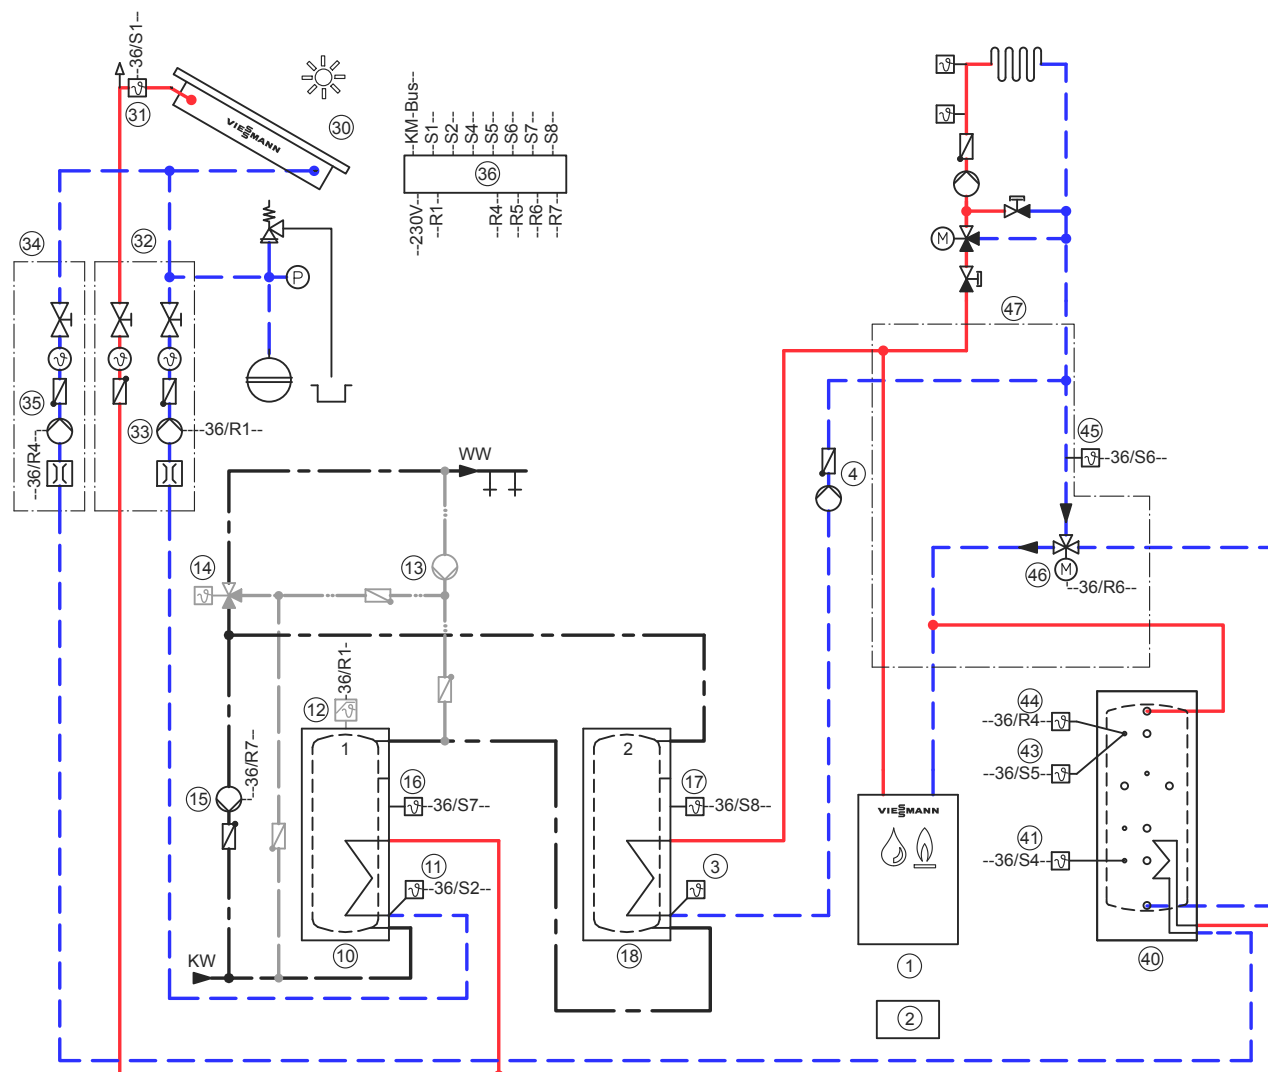 --36/S1--
31
30
VIESSMANN
--KM-Bus--
--S1--
--S2--
--S4--
--S5--
--S6--
--S7--
--S8--
36
--230V--
--R1--
--R4--
--R5--
--R6--
--R7--
34
32
P
M
47
35
33
--36/R4--
----36/R1--
WW
45
--36/S6--
4
14
13
46
M
--36/R6--
12
--36/R1-
1
2
44
--36/R4--
43
--36/S5--
15
--36/R7--
16
--36/S7--
17
--36/S8--
VIESSMANN
41
--36/S4--
11
--36/S2--
3
KW
10
18
1
40
2